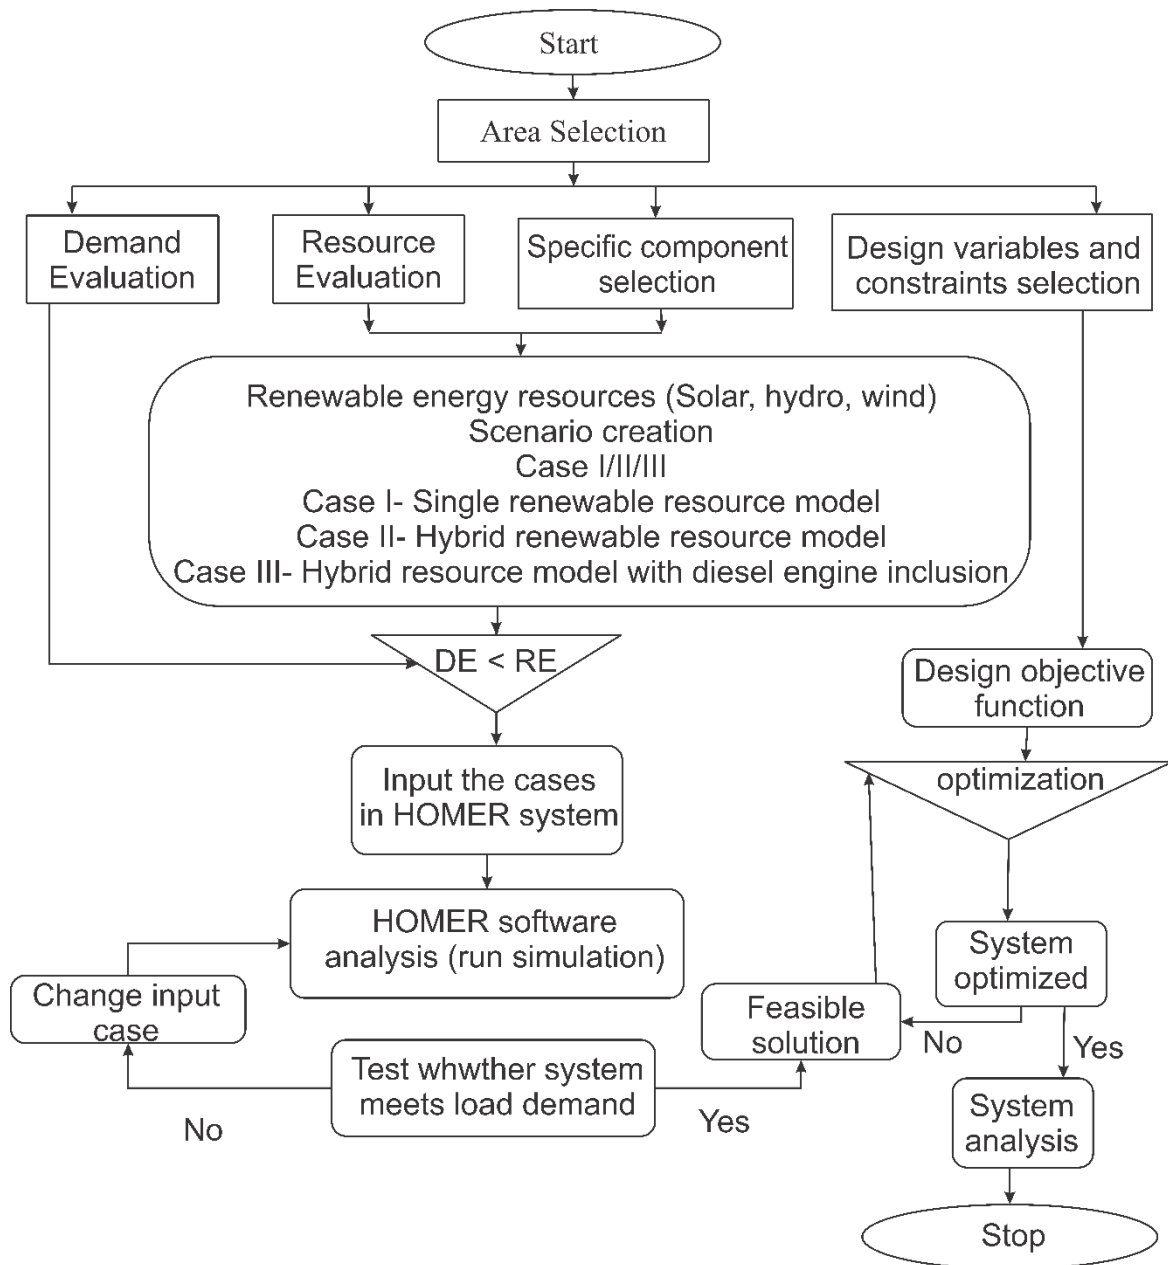 Start
Area Selection
Demand
Evaluation
Resource
Evaluation
Specific component
selection
Design variables and
constraints selection
Renewable energy resources (Solar, hydro, wind)
Scenario creation
Case I/II/III
Case I- Single renewable resource model
Case II- Hybrid renewable resource model
Case III- Hybrid resource model with diesel engine inclusion
DE < RE
Design objective
function
Input the cases
in HOMER system
optimization
HOMER software
analysis (run simulation)
System
optimized
Change input
case
Feasible
solution
No
Yes
Test whwther system
meets load demand
No
Yes
System
analysis
Stop